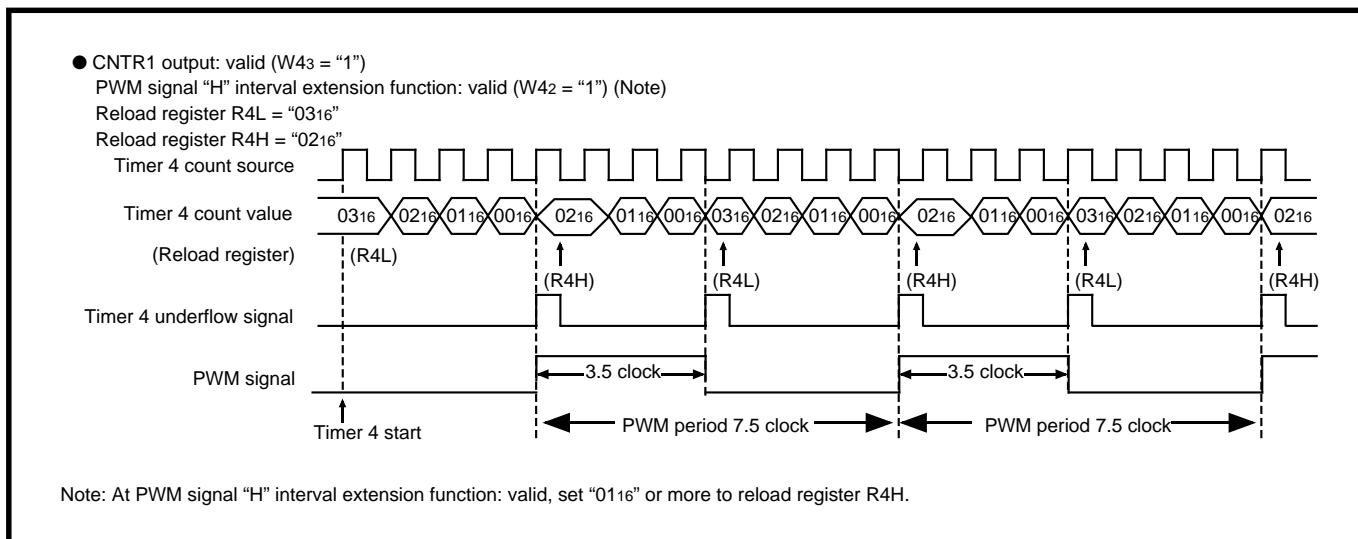 ● CNTR1 output: valid (W43 = “1”)
PWM signal “H” interval extension function: valid (W42 = “1”) (Note)
Reload register R4L = “0316”
Reload register R4H = “0216”
Timer 4 count source
Timer 4 count value 0316 0216 0116 0016 0216 0116 0016 0316 0216 0116 0016 0216 0116 0016 0316 0216 0116 0016 0216
(Reload register) (R4L) (R4H) (R4L) (R4H) (R4L) (R4H)
Timer 4 underflow signal
PWM signal 3.5 clock 3.5 clock
Timer 4 start PWM period 7.5 clock PWM period 7.5 clock
Note: At PWM signal “H” interval extension function: valid, set “0116” or more to reload register R4H.